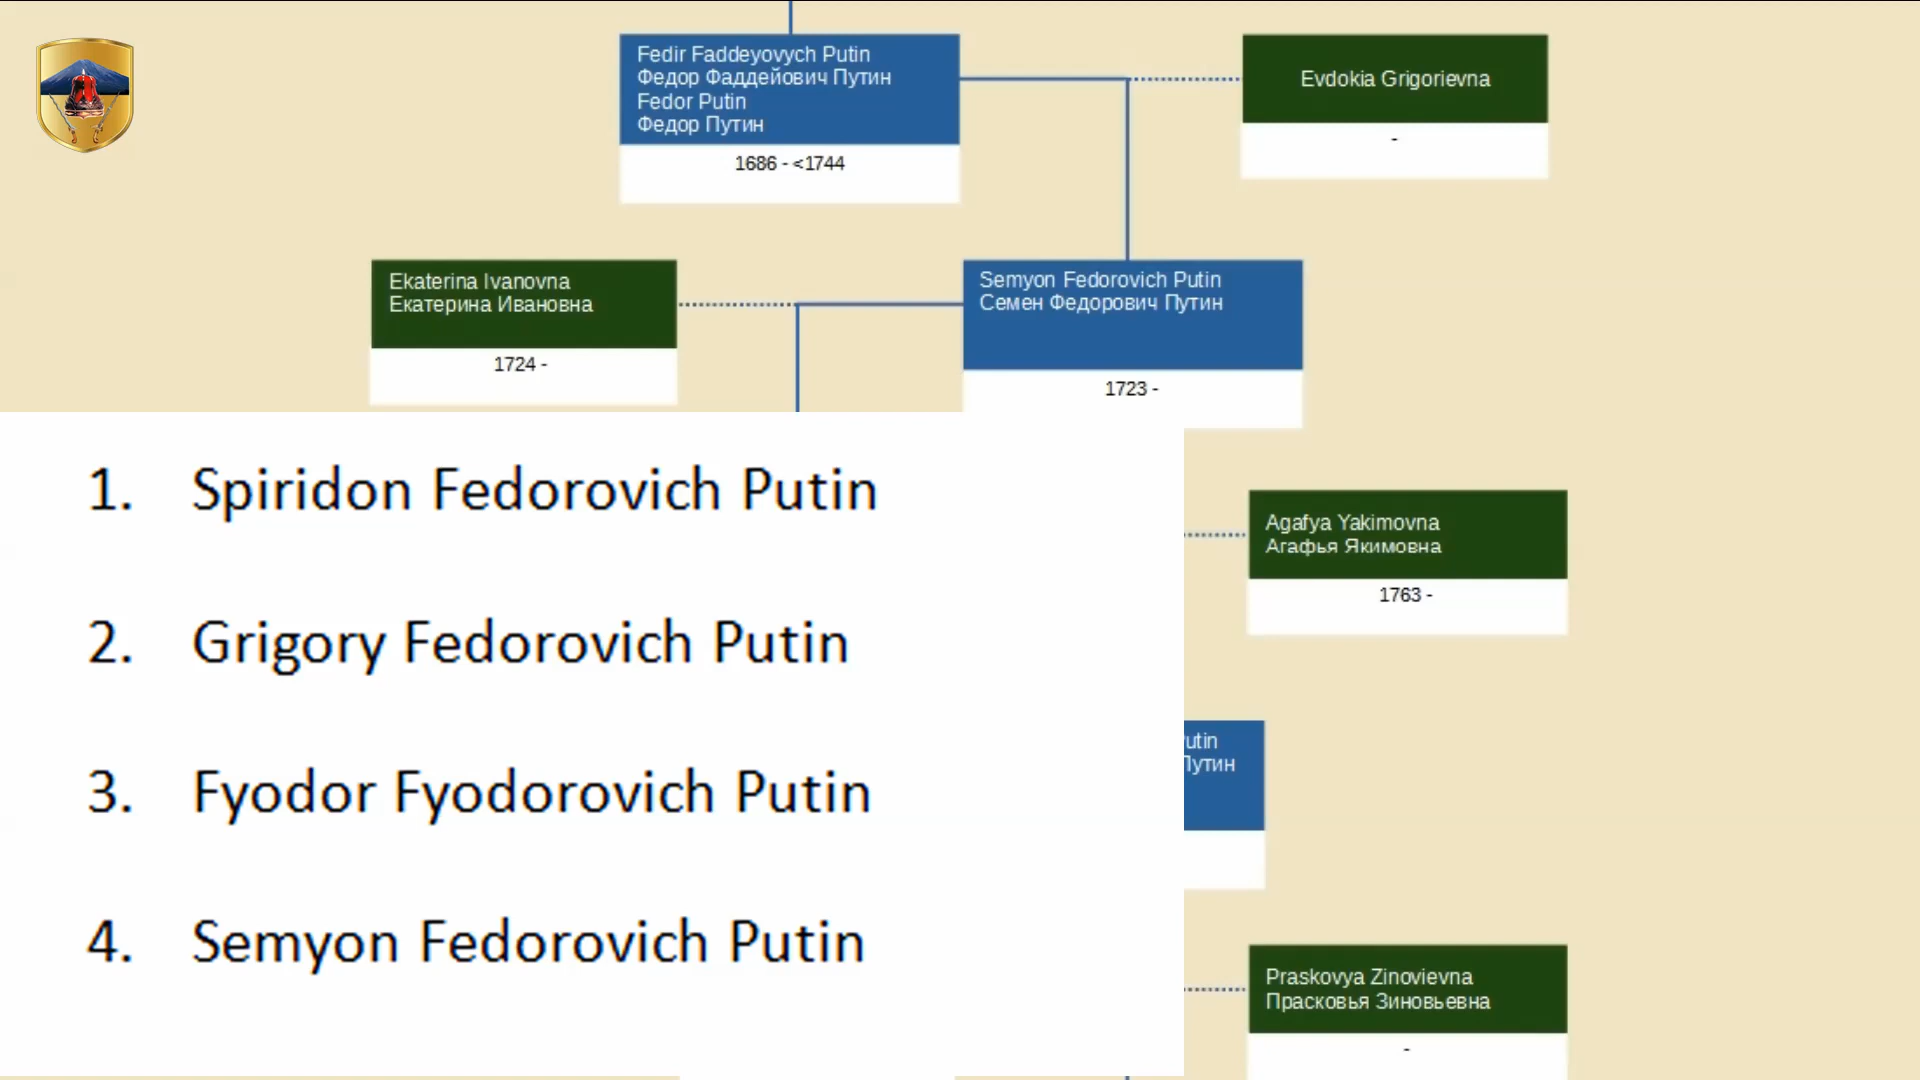 Fedir Faddeyovych Putin
Федор Фаддейович Путин
Fedor Putin
Федор Путин
1686 - <1744
Evdokia Grigorievna
-
Ekaterina Ivanovna
Екатерина Ивановна
1724 -
Semyon Fedorovich Putin
Семен Федорович Путин
1723 -
1. Spiridon Fedorovich Putin
2. Grigory Fedorovich Putin
3. Fyodor Fyodorovich Putin
4. Semyon Fedorovich Putin
Agafya Yakimovna
Агафья Якимовна
1763 -
utin
Путин
Praskovya Zinovievna
Прасковья Зиновьевна
-